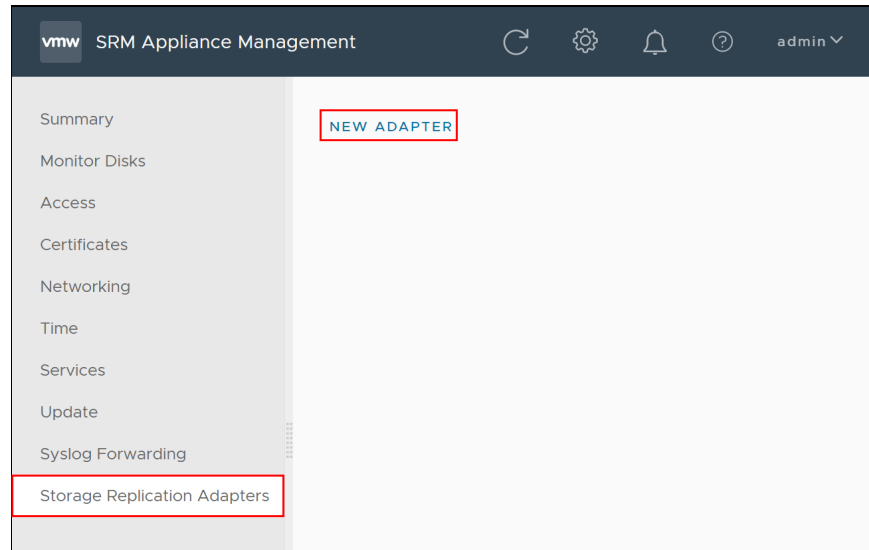 vmw SRM Appliance Management admin
Summary
NEW ADAPTER
Monitor Disks
Access
Certificates
Networking
Time
Services
Update
Syslog Forwarding
Storage Replication Adapters